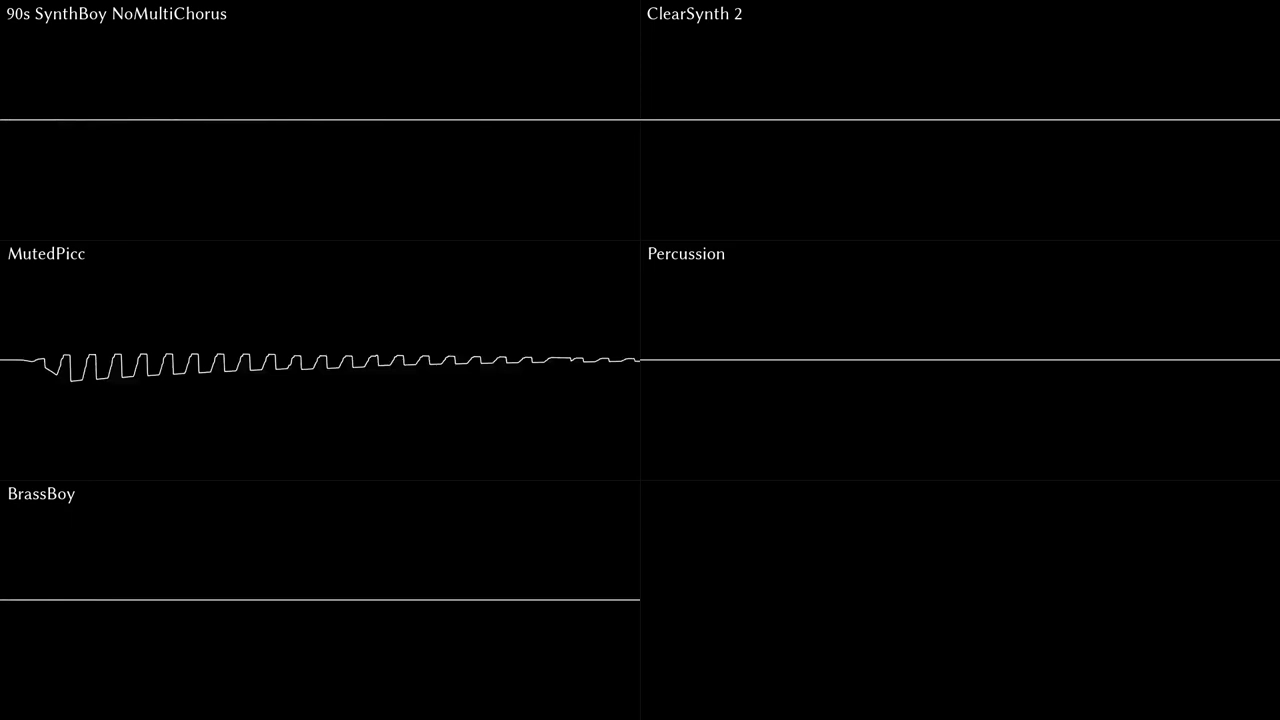 90s SynthBoy NoMultiChorus
ClearSynth 2
MutedPicc
Percussion
BrassBoy